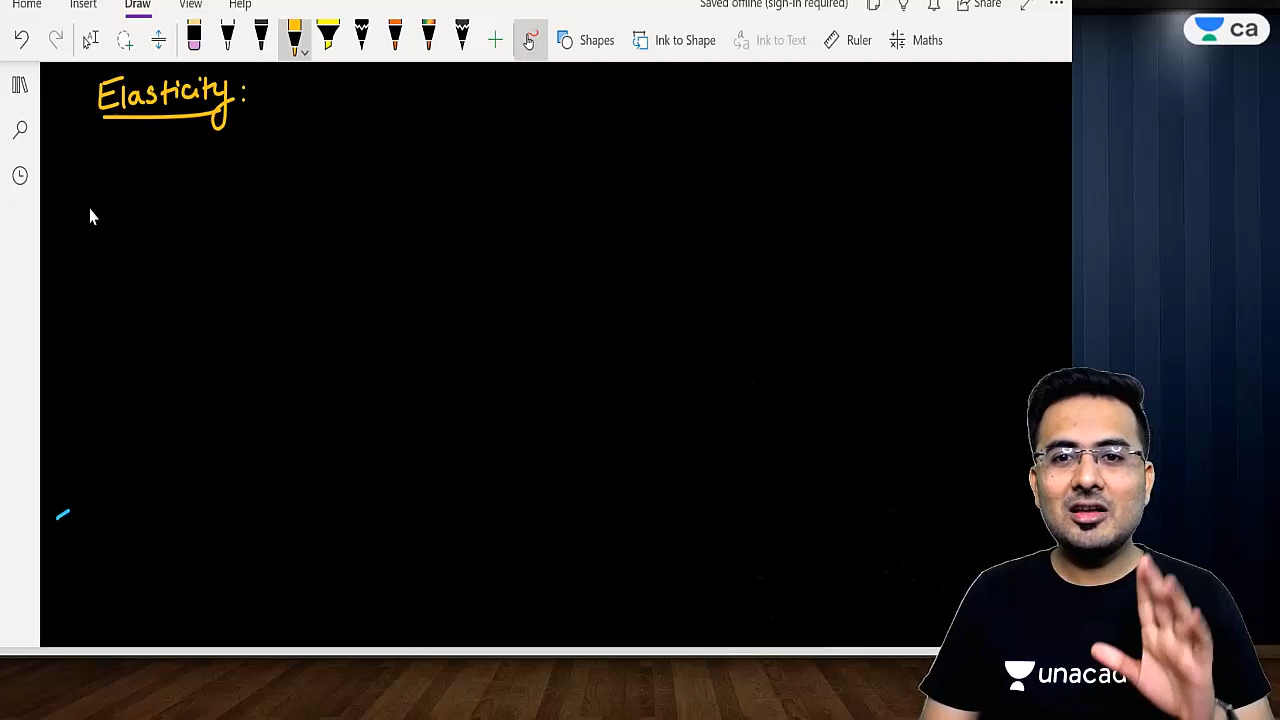 Home Insert Draw View Help Saved offline (sign-in required) Share
ca
Shapes Ink to Shape Ink to Text Ruler Maths
Elasticity:
unacad